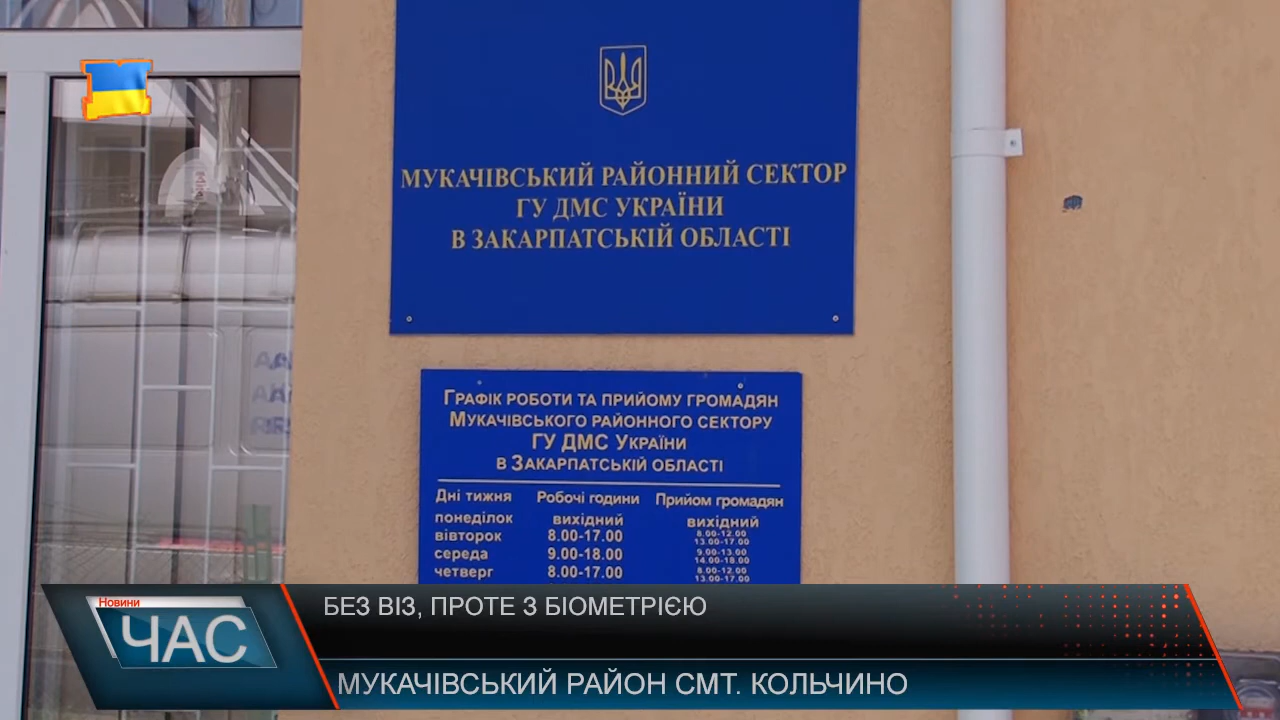 МУКАЧІВСЬКИЙ РАЙОННИЙ СЕКТОР
ГУ ДМС УКРАЇНИ
В ЗАКАРПАТСЬКІЙ ОБЛАСТІ
ГРАФІК РОБОТИ ТА ПРИЙОМУ ГРОМАДЯН
МУКАЧІВСЬКОГО РАЙОННОГО СЕКТОРУ
ГУ ДМС УКРАЇНИ
В ЗАКАРПАТСЬКІЙ ОБЛАСТІ
Дні тижня Робочі години Прийом громадян
понеділок вихідний вихідний
вівторок 8.00-17.00 8.00-12.00 13.00-17.00
середа 9.00-18.00 9.00-13.00 14.00-18.00
четверг 8.00-17.00 8.00-12.00 13.00-17.00
Новини
ЧАС
БЕЗ ВІЗ, ПРОТЕ З БІОМЕТРІЄЮ
МУКАЧІВСЬКИЙ РАЙОН СМТ. КОЛЬЧИНО